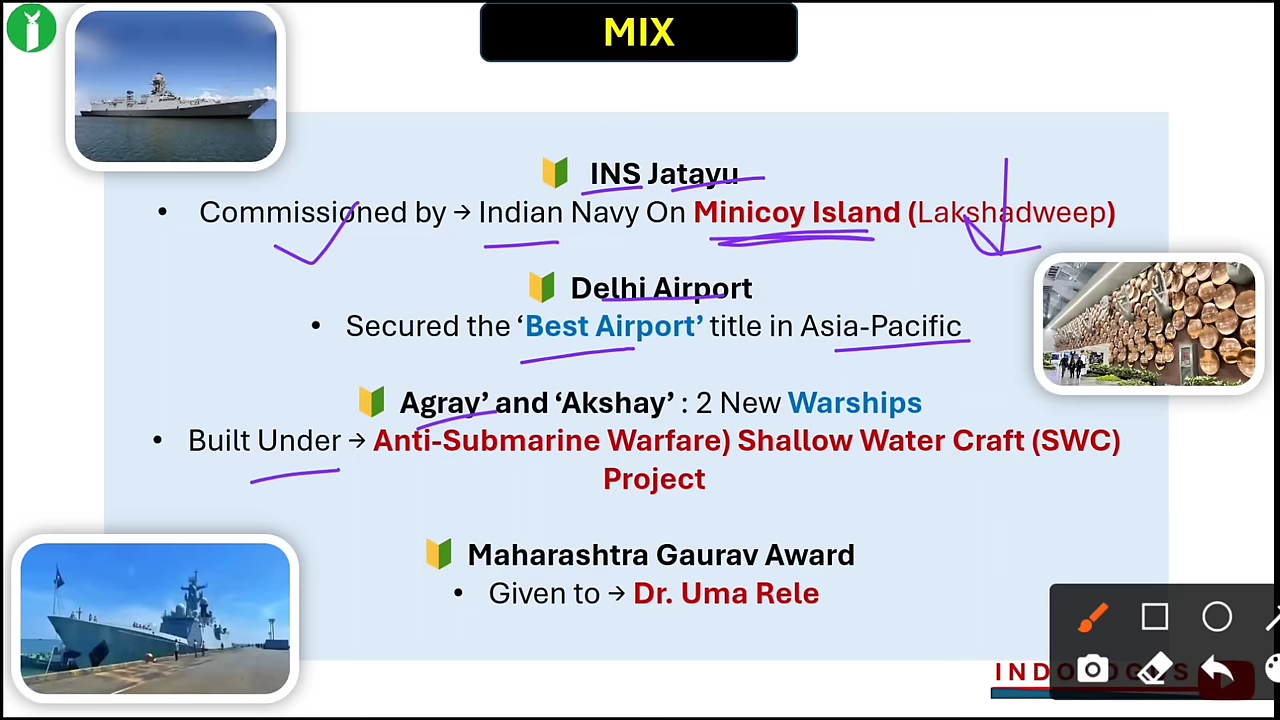 MIX
INS Jatayu
• Commissioned by → Indian Navy On Minicoy Island (Lakshadweep)
Delhi Airport
• Secured the ‘Best Airport’ title in Asia-Pacific
Agray’ and ‘Akshay’ : 2 New Warships
• Built Under → Anti-Submarine Warfare) Shallow Water Craft (SWC)
Project
Maharashtra Gaurav Award
• Given to → Dr. Uma Rele